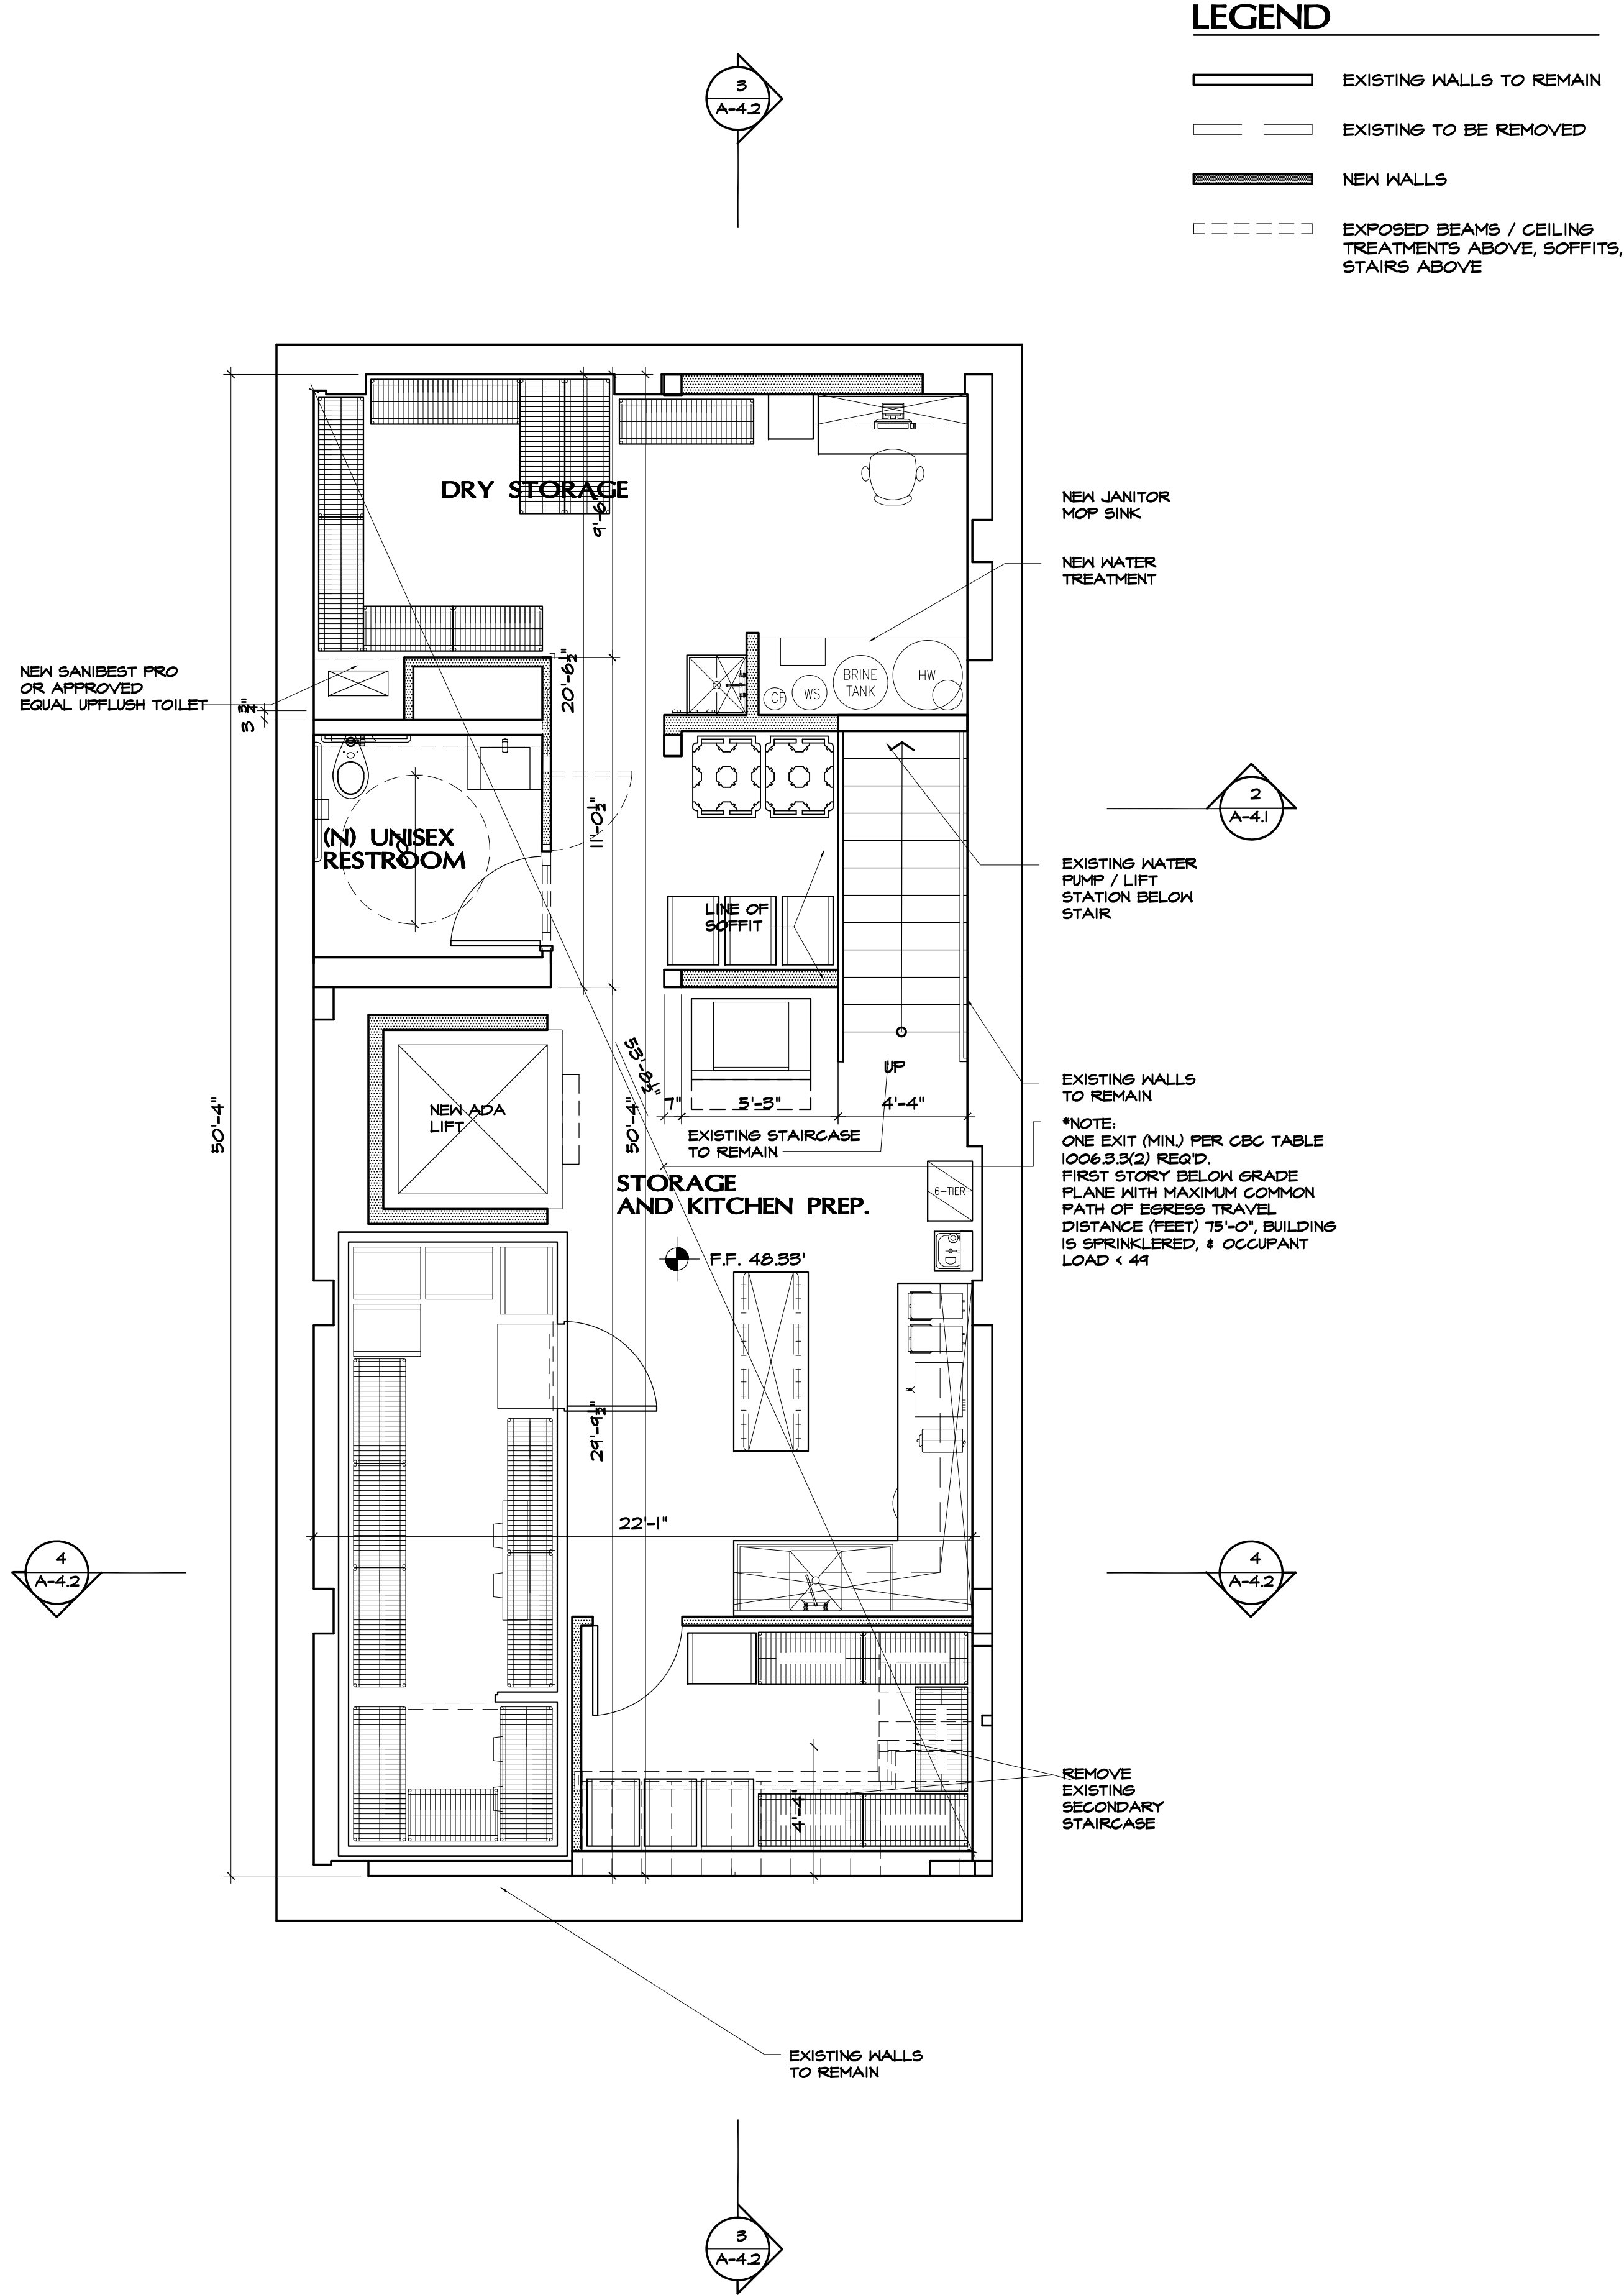 LEGEND
EXISTING WALLS TO REMAIN
EXISTING TO BE REMOVED
NEW WALLS
EXPOSED BEAMS / CEILING
TREATMENTS ABOVE, SOFFITS,
STAIRS ABOVE
3
A-4.2
DRY STORAGE
9'-6"
NEW JANITOR
MOP SINK
NEW WATER
TREATMENT
NEW SANIBEST PRO
OR APPROVED
EQUAL UPFLUSH TOILET
20'-6½"
CF
WS
BRINE
TANK
HW
2
A-4.1
11'-0½"
(N) UNISEX
RESTROOM
EXISTING WATER
PUMP / LIFT
STATION BELOW
STAIR
LINE OF
SOFFIT
UP
53'-8½"
50'-4"
50'-4"
7"
5'-3"
4'-4"
NEW ADA
LIFT
EXISTING STAIRCASE
TO REMAIN
EXISTING WALLS
TO REMAIN
*NOTE:
ONE EXIT (MIN.) PER CBC TABLE
1006.3.3(2) REQ'D.
FIRST STORY BELOW GRADE
PLANE WITH MAXIMUM COMMON
PATH OF EGRESS TRAVEL
DISTANCE (FEET) 75'-0", BUILDING
IS SPRINKLERED, & OCCUPANT
LOAD < 49
STORAGE
AND KITCHEN PREP.
6-TIER
F.F. 48.33'
29'-9½"
22'-1"
4
A-4.2
4
A-4.2
4'-4"
REMOVE
EXISTING
SECONDARY
STAIRCASE
EXISTING WALLS
TO REMAIN
3
A-4.2